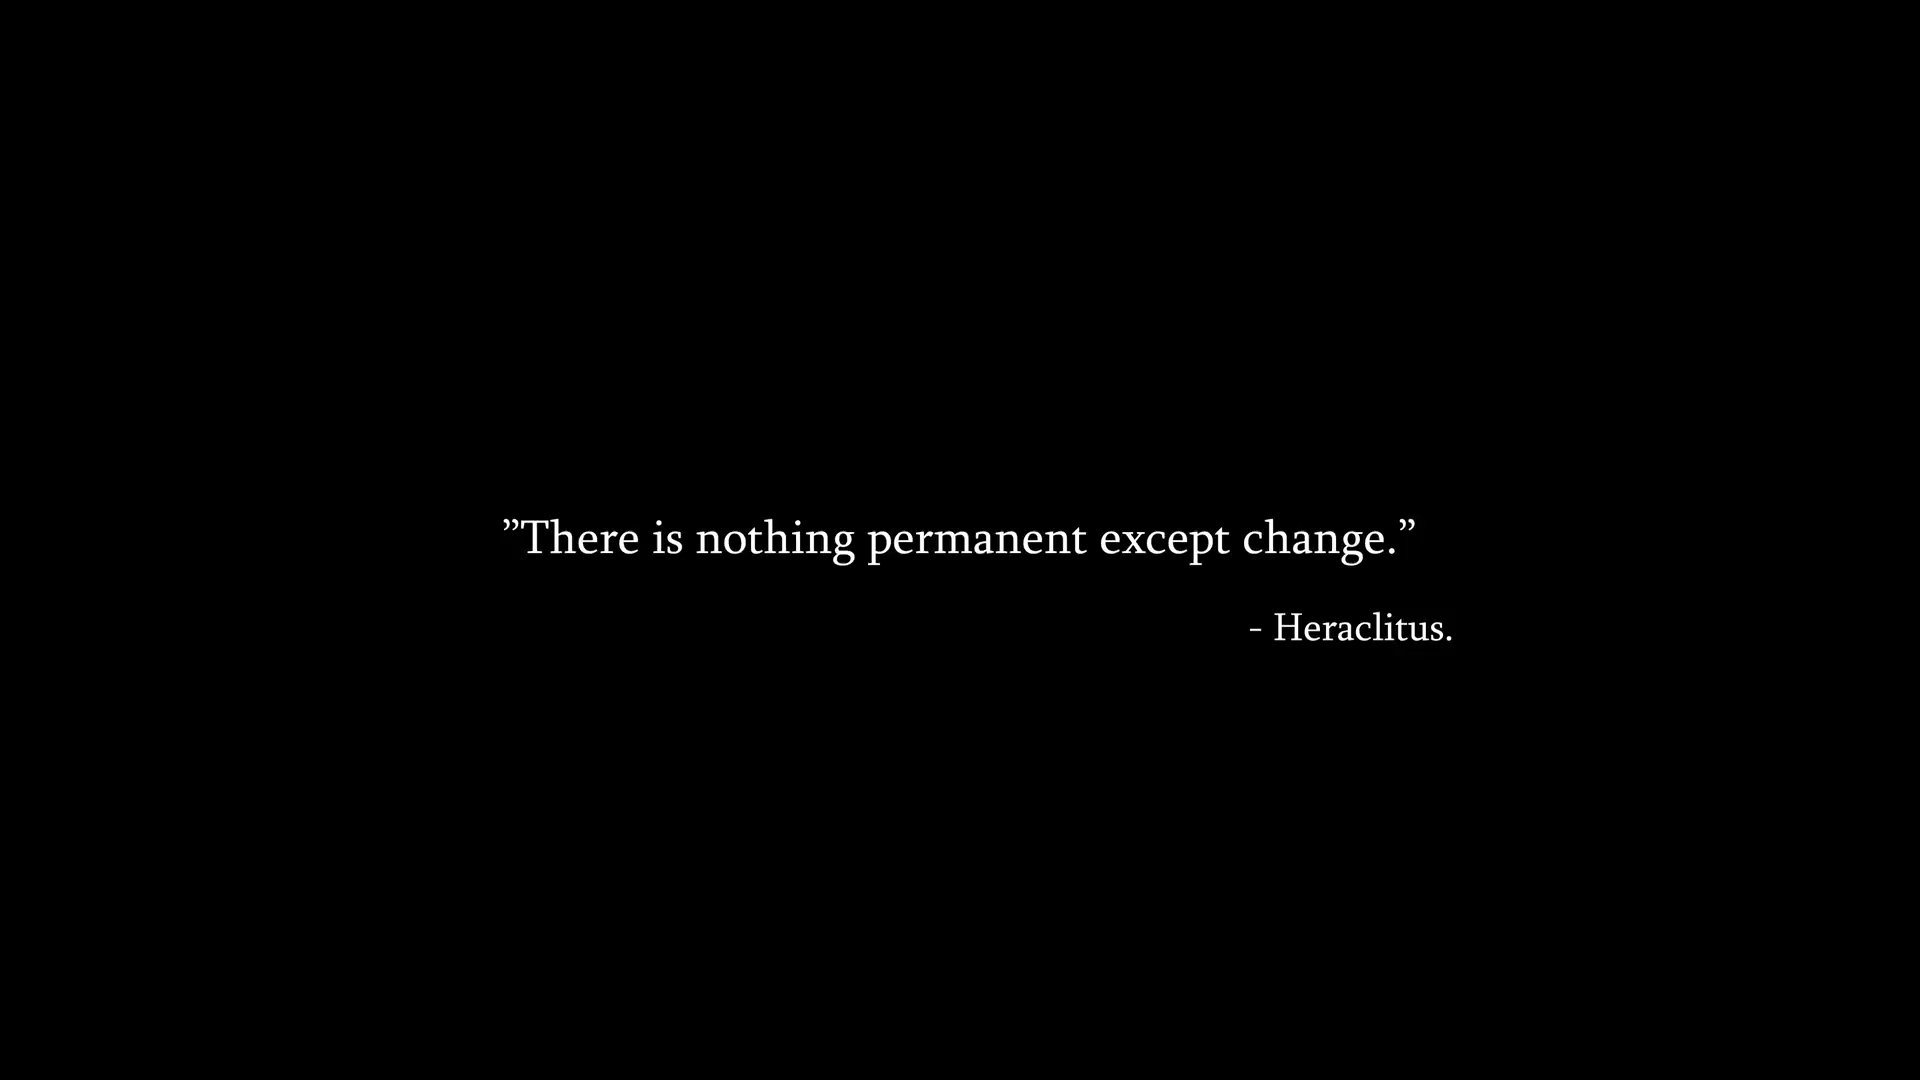 ”There is nothing permanent except change.”
- Heraclitus.